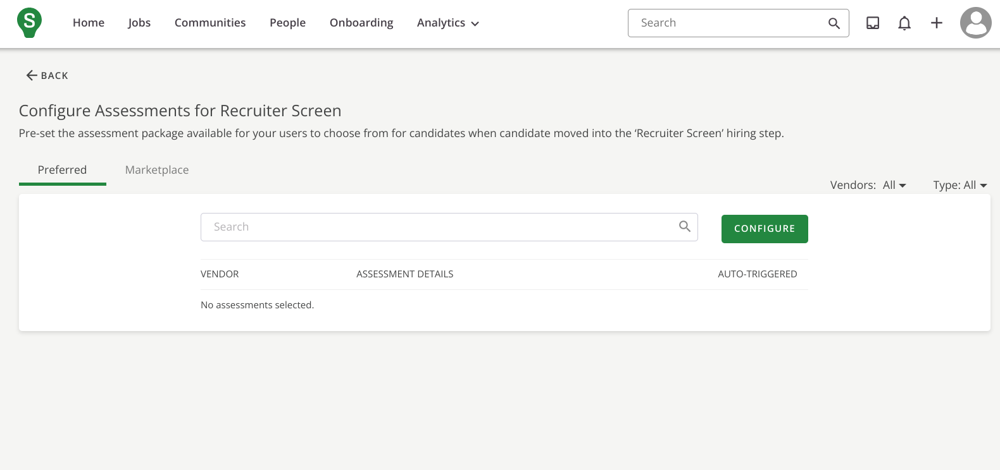 S
Home Jobs Communities People Onboarding Analytics Search
BACK
Configure Assessments for Recruiter Screen
Pre-set the assessment package available for your users to choose from for candidates when candidate moved into the ‘Recruiter Screen’ hiring step.
Preferred Marketplace
Vendors: All Type: All
Search CONFIGURE
VENDOR ASSESSMENT DETAILS AUTO-TRIGGERED
No assessments selected.